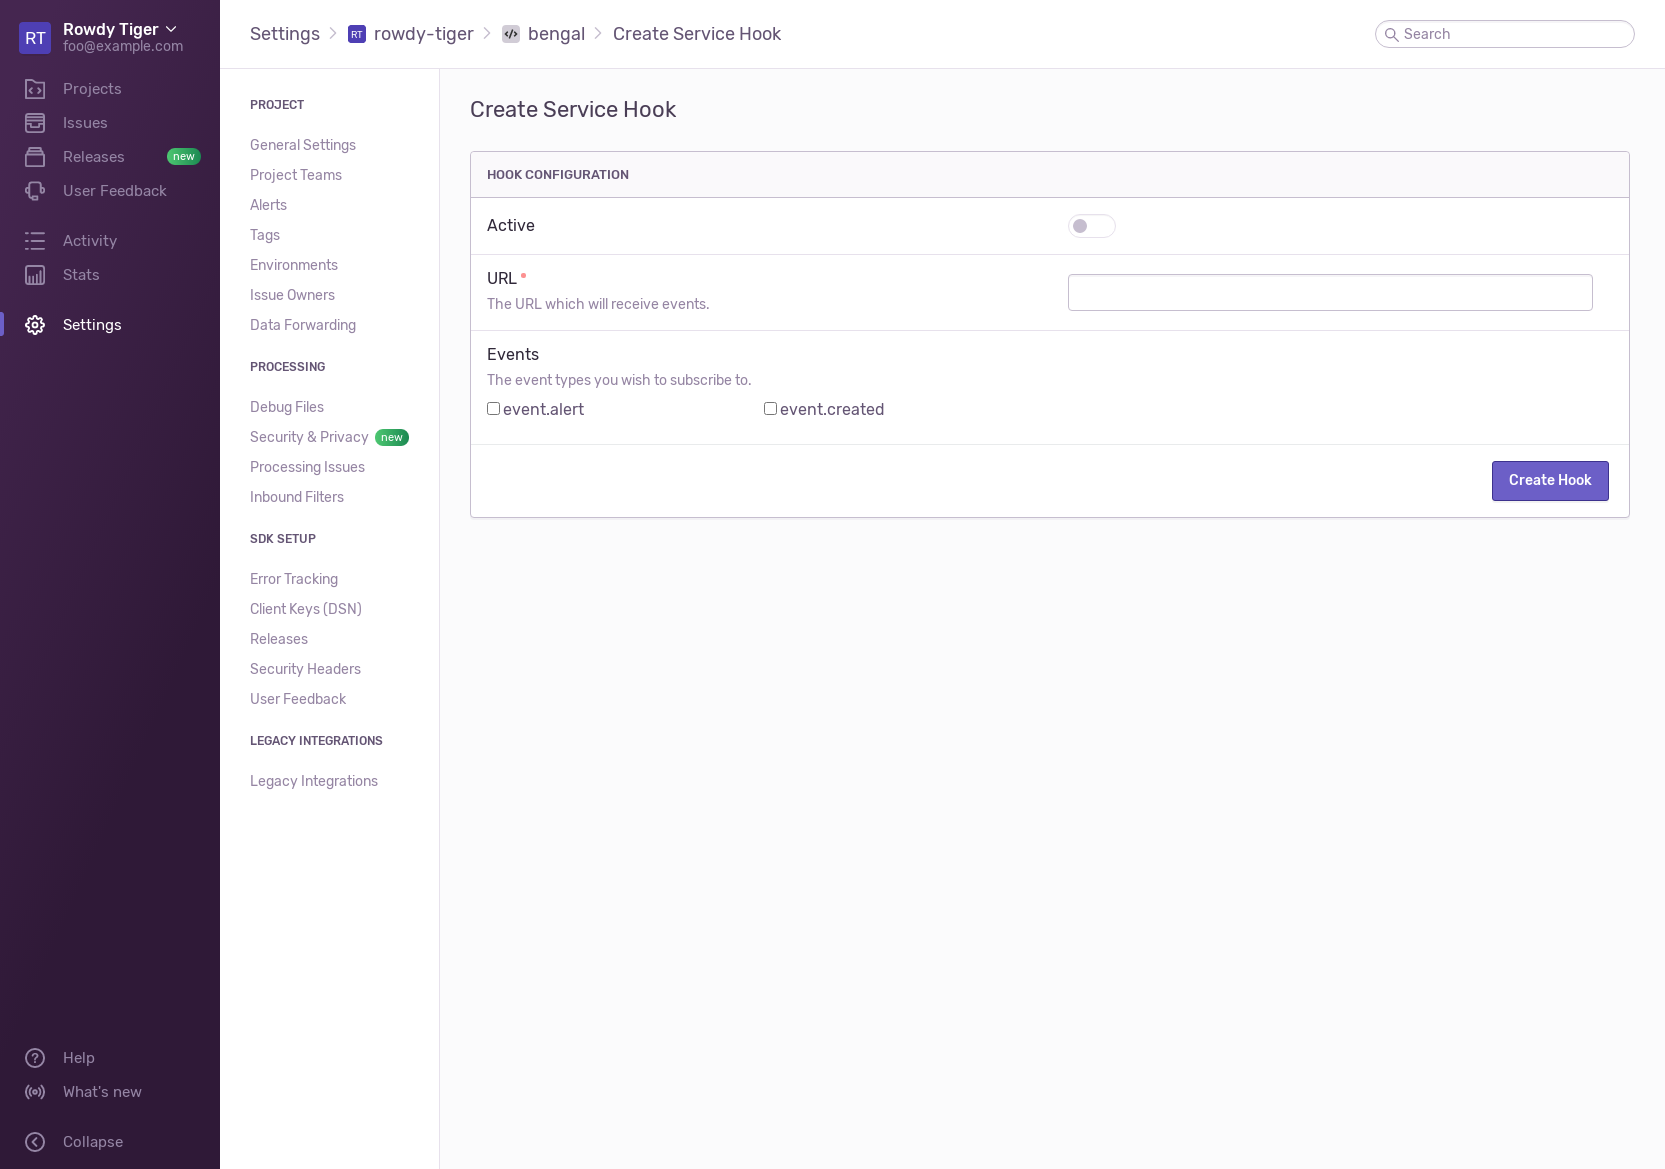 RT
Rowdy Tiger
foo@example.com
Projects
Issues
Releases new
User Feedback
Activity
Stats
Settings
Help
What's new
Collapse
Settings RT rowdy-tiger bengal Create Service Hook
Search
PROJECT
General Settings
Project Teams
Alerts
Tags
Environments
Issue Owners
Data Forwarding
PROCESSING
Debug Files
Security & Privacy new
Processing Issues
Inbound Filters
SDK SETUP
Error Tracking
Client Keys (DSN)
Releases
Security Headers
User Feedback
LEGACY INTEGRATIONS
Legacy Integrations
Create Service Hook
HOOK CONFIGURATION
Active
URL
The URL which will receive events.
Events
The event types you wish to subscribe to.
event.alert event.created
Create Hook